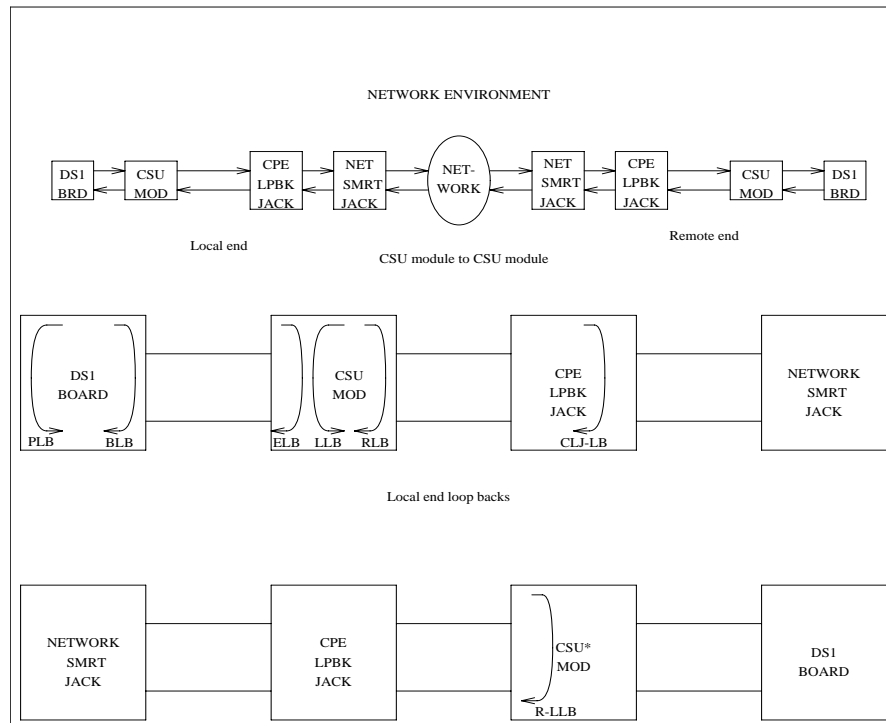 NETWORK ENVIRONMENT
DS1
BRD
CSU
MOD
CPE
LPBK
JACK
NET
SMRT
JACK
NET-
WORK
NET
SMRT
JACK
CPE
LPBK
JACK
CSU
MOD
DS1
BRD
Local end
Remote end
CSU module to CSU module
DS1
BOARD
PLB
BLB
CSU
MOD
ELB
LLB
RLB
CPE
LPBK
JACK
CLJ-LB
NETWORK
SMRT
JACK
Local end loop backs
NETWORK
SMRT
JACK
CPE
LPBK
JACK
CSU*
MOD
R-LLB
DS1
BOARD